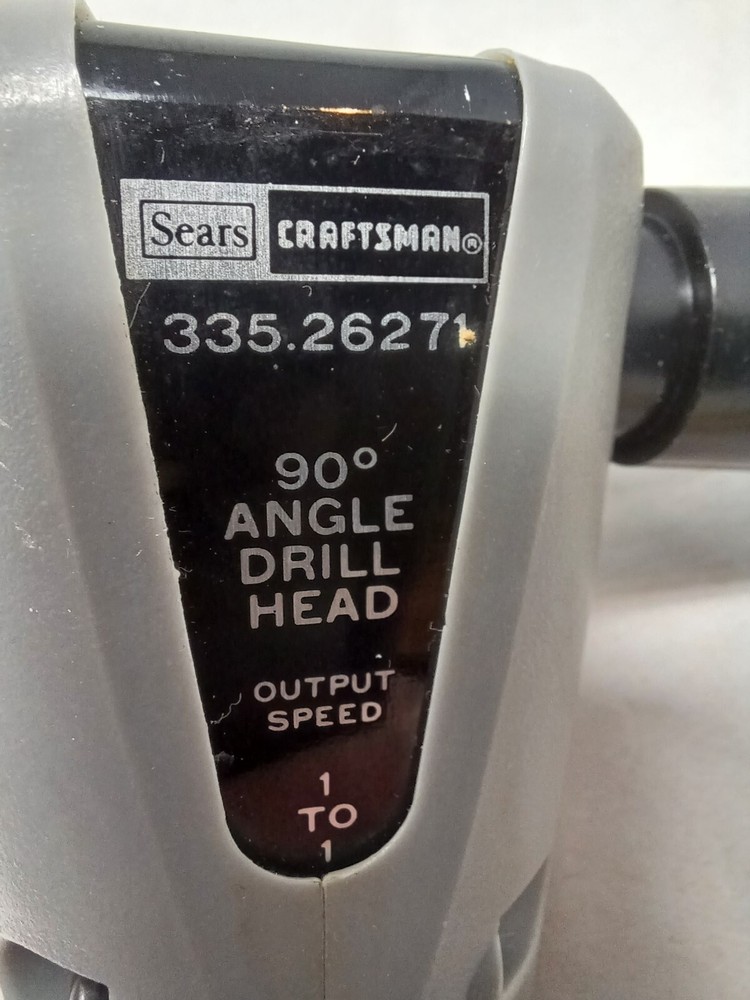 Sears CRAFTSMAN®
335.26271
90°
ANGLE
DRILL
HEAD
OUTPUT
SPEED
1
TO
1